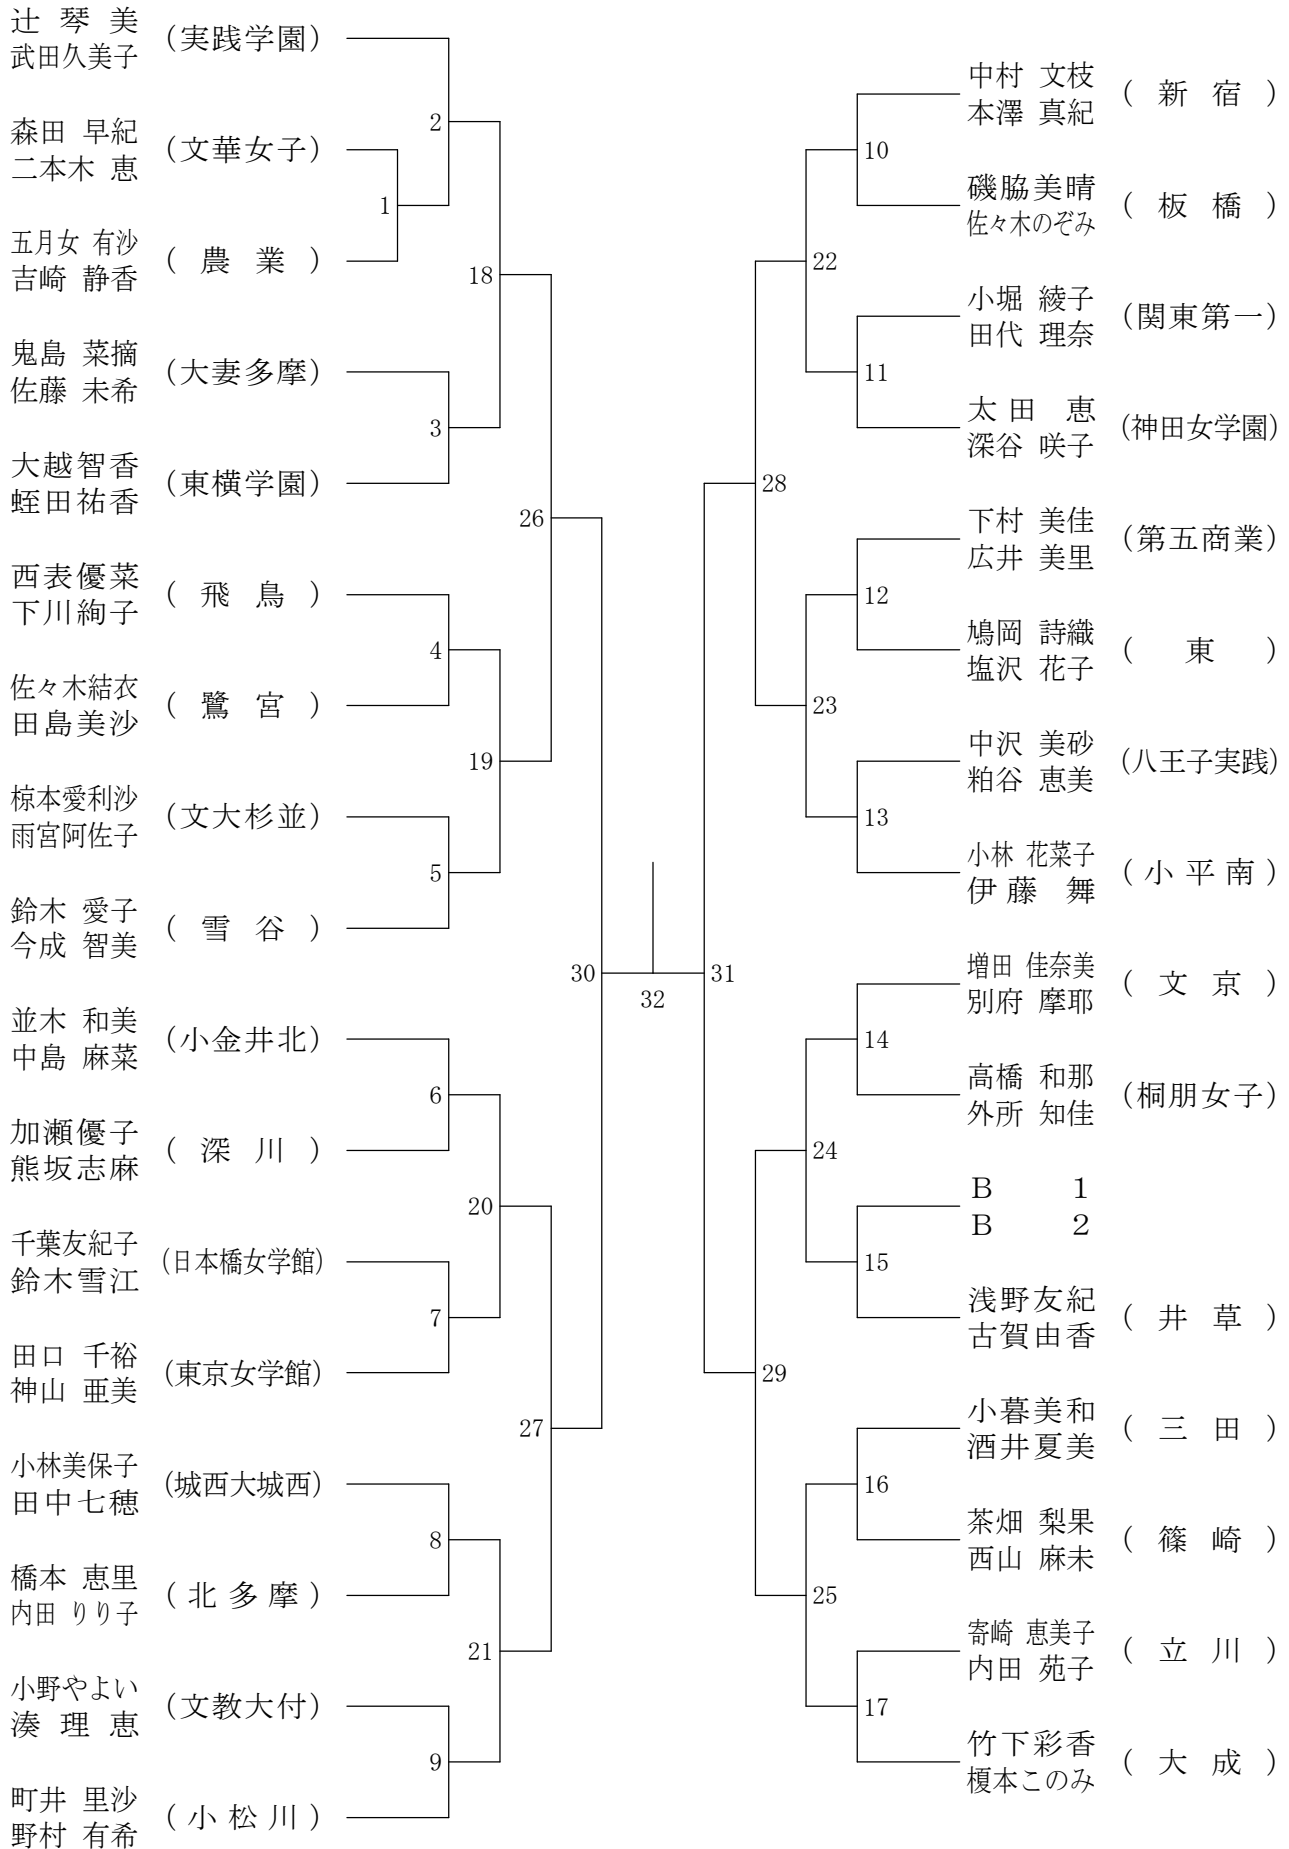 辻 琴 美
武田久美子
(実践学園)
森田 早紀
二本木 恵
(文華女子)
五月女 有沙
吉崎 静香
( 農 業 )
鬼島 菜摘
佐藤 未希
(大妻多摩)
大越智香
蛭田祐香
(東横学園)
西表優菜
下川絢子
( 飛 鳥 )
佐々木結衣
田島美沙
( 鷺 宮 )
椋本愛利沙
雨宮阿佐子
(文大杉並)
鈴木 愛子
今成 智美
( 雪 谷 )
並木 和美
中島 麻菜
(小金井北)
加瀬優子
熊坂志麻
( 深 川 )
千葉友紀子
鈴木雪江
(日本橋女学館)
田口 千裕
神山 亜美
(東京女学館)
小林美保子
田中七穂
(城西大城西)
橋本 恵里
内田 りり子
( 北 多 摩 )
小野やよい
湊 理 恵
(文教大付)
町井 里沙
野村 有希
( 小 松 川 )
2
1
18
3
26
4
19
5
30
6
20
7
27
8
21
9
32
31
10
22
11
28
12
23
13
14
24
15
29
16
25
17
中村 文枝
本澤 真紀
( 新 宿 )
磯脇美晴
佐々木のぞみ
( 板 橋 )
小堀 綾子
田代 理奈
(関東第一)
太 田 恵
深谷 咲子
(神田女学園)
下村 美佳
広井 美里
(第五商業)
鳩岡 詩織
塩沢 花子
( 東 )
中沢 美砂
粕谷 恵美
(八王子実践)
小林 花菜子
伊 藤 舞
( 小 平 南 )
増田 佳奈美
別府 摩耶
( 文 京 )
高橋 和那
外所 知佳
(桐朋女子)
B 1
B 2
浅野友紀
古賀由香
( 井 草 )
小暮美和
酒井夏美
( 三 田 )
茶畑 梨果
西山 麻未
( 篠 崎 )
寄崎 恵美子
内田 苑子
( 立 川 )
竹下彩香
榎本このみ
( 大 成 )